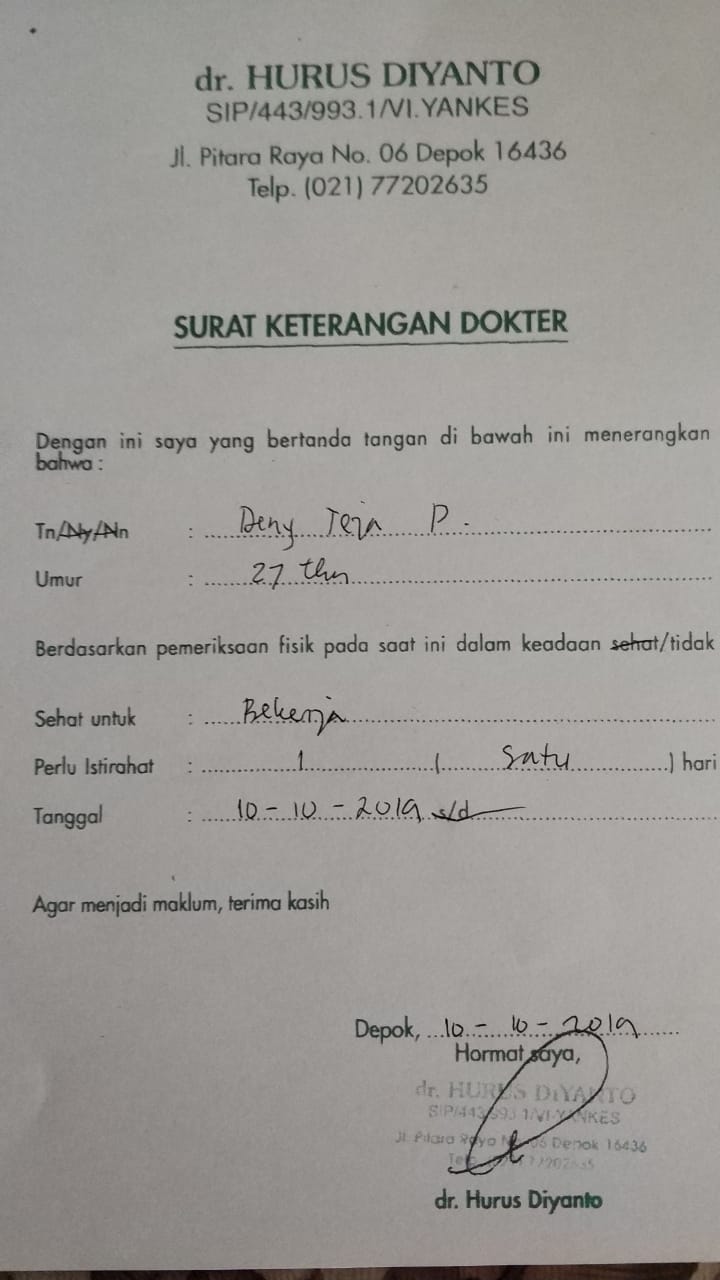 dr. HURUS DIYANTO
SIP/443/993.1/VI.YANKES
Jl. Pitara Raya No. 06 Depok 16436
Telp. (021) 77202635
SURAT KETERANGAN DOKTER
Dengan ini saya yang bertanda tangan di bawah ini menerangkan
bahwa :
Tn/Ny/Nn : Deny Teja P.
Umur : 27 thn
Berdasarkan pemeriksaan fisik pada saat ini dalam keadaan sehat/tidak
Sehat untuk : Bekerja
Perlu Istirahat : 1 ( Satu ) hari
Tanggal : 10-10-2019 s/d
Agar menjadi maklum, terima kasih
Depok, 10-10-2019
Hormat saya,
dr. HURUS DIYANTO
SIP/443/993 1/VI-YANKES
Jl. Pitara Raya No. 06 Depok 16436
dr. Hurus Diyanto